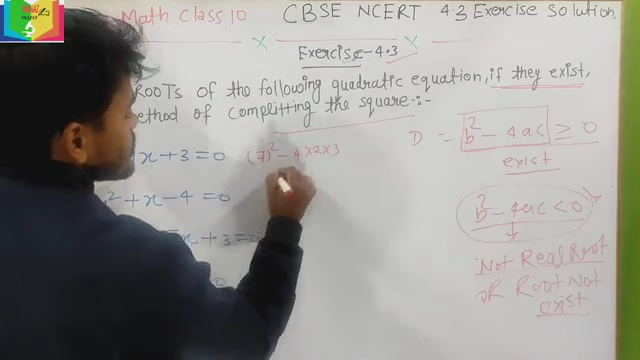 Math class 10 CBSE NCERT 4.3 Exercise Solution,
Exercise-4.3
Roots of the following quadratic equation, if they exist,
method of complitting the square:-
x + 3 = 0 (7)² - 4×2×3
² + x - 4 = 0
x + 3 = 0
D = b² - 4ac ≥ 0
exist
b² - 4ac < 0
Not Real Root
or Root Not
exist